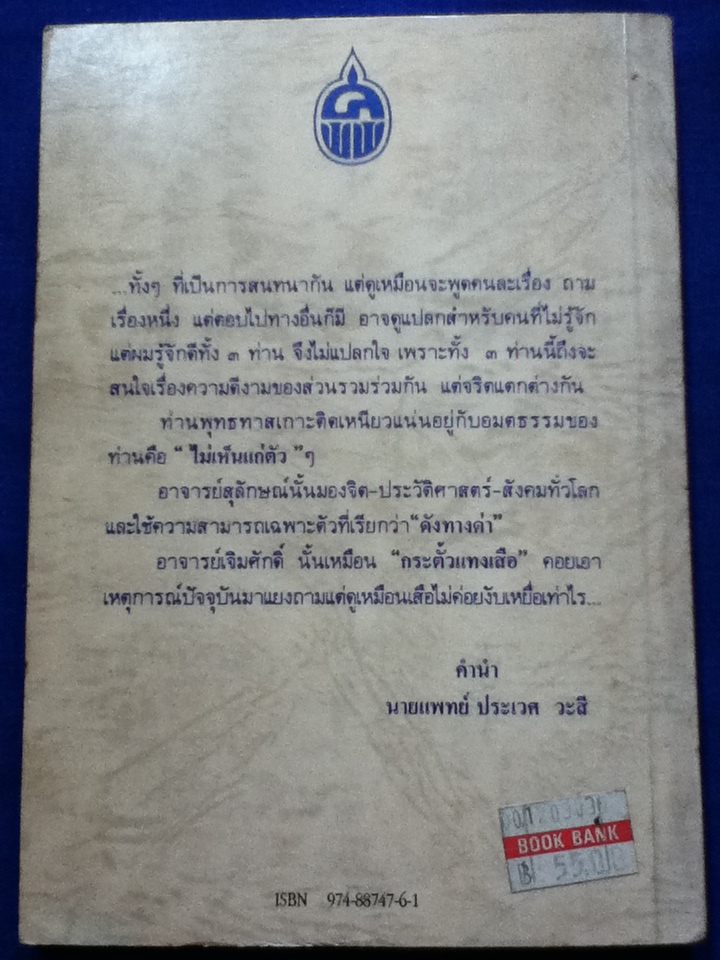 ...ทั้งๆ ที่เป็นการสนทนากัน แต่ดูเหมือนจะพูดคนละเรื่อง ถาม
เรื่องหนึ่ง แต่ตอบไปทางอื่นก็มี อาจดูแปลกสำหรับคนที่ไม่รู้จัก
แต่ผมรู้จักดีทั้ง ๓ ท่าน จึงไม่แปลกใจ เพราะทั้ง ๓ ท่านนี้ถึงจะ
สนใจเรื่องความดีงามของส่วนรวมร่วมกัน แต่จริตแตกต่างกัน
ท่านพุทธทาสเกาะติดเหนียวแน่นอยู่กับอมตธรรมของ
ท่านคือ " ไม่เห็นแก่ตัว "ๆ
อาจารย์สุลักษณ์นั้นมองจิต-ประวัติศาสตร์-สังคมทั่วโลก
และใช้ความสามารถเฉพาะตัวที่เรียกว่า"ดังทางด่า"
อาจารย์เจิมศักดิ์ นั้นเหมือน "กระตั้วแทงเสือ" คอยเอา
เหตุการณ์ปัจจุบันมาแยงถามแต่ดูเหมือนเสือไม่ค่อยงับเหยื่อเท่าไร...
คำนำ
นายแพทย์ ประเวศ วะสี
BOOK BANK
ISBN 974-88747-6-1